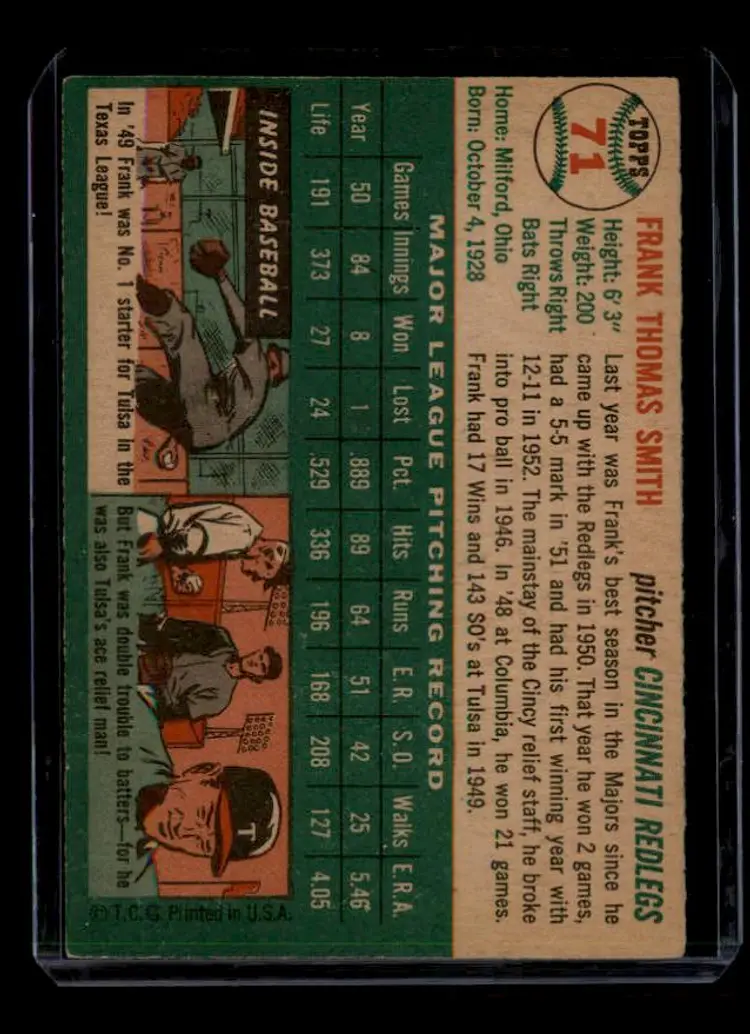 TOPPS
71
FRANK THOMAS SMITH
pitcher CINCINNATI REDLEGS
Height: 6' 3"
Weight: 200
Throws Right
Bats Right
Home: Milford, Ohio
Born: October 4, 1928
Last year was Frank's best season in the Majors since he
came up with the Redlegs in 1950. That year he won 2 games,
had a 5-5 mark in '51 and had his first winning year with
12-11 in 1952. The mainstay of the Cincy relief staff, he broke
into pro ball in 1946. In '48 at Columbia, he won 21 games.
Frank had 17 Wins and 143 SO's at Tulsa in 1949.
MAJOR LEAGUE PITCHING RECORD
Games Innings Won Lost Pct. Hits Runs E.R. S.O. Walks E.R.A.
Year 50 84 8 1 .889 89 64 51 42 25 5.46*
Life 191 373 27 24 .529 336 196 168 208 127 4.05
INSIDE BASEBALL
T
In '49 Frank was No. 1 starter for Tulsa in the
Texas League!
But Frank was double trouble to batters—for he
was also Tulsa's ace relief man!
© T.C.G. Printed in U.S.A.